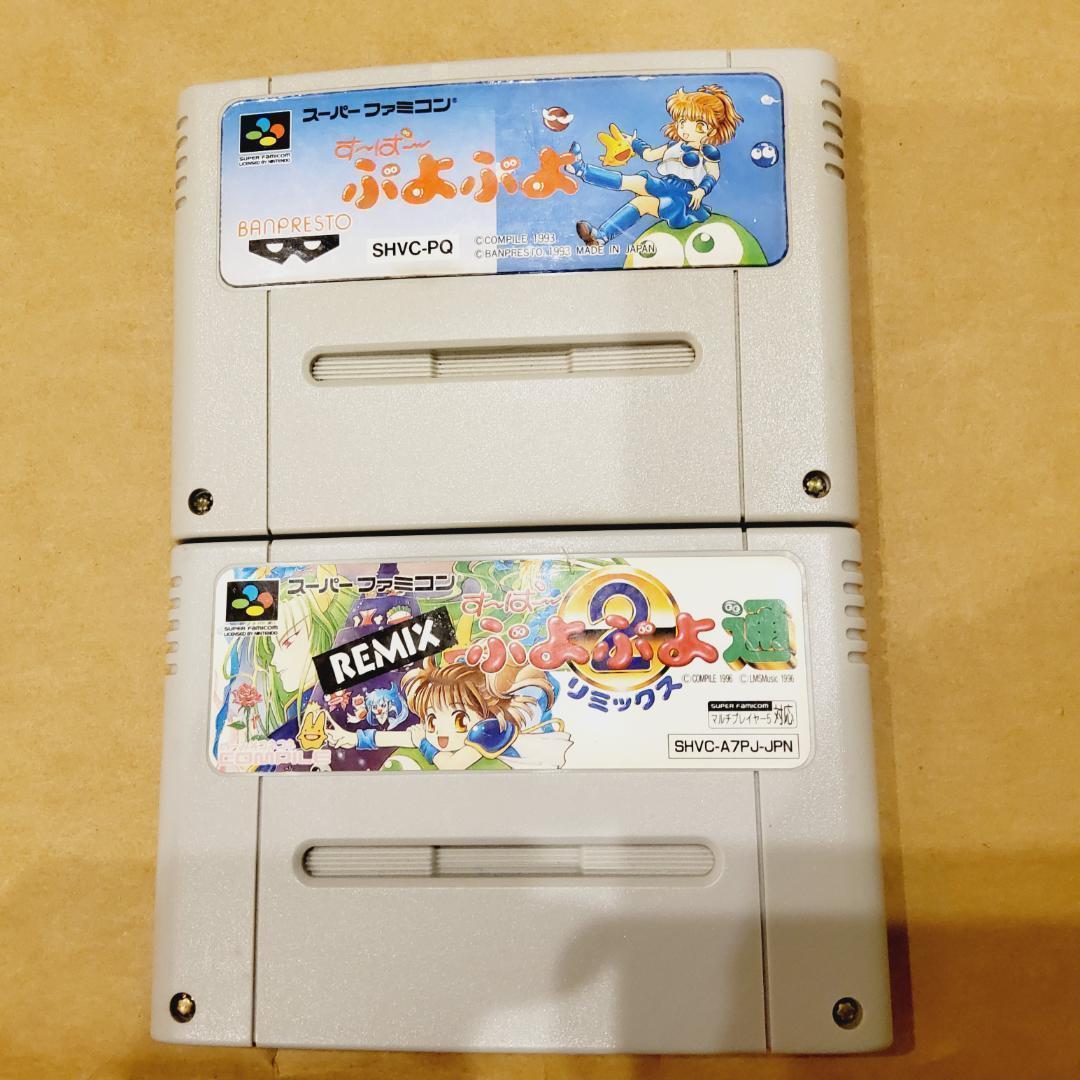 スーパーファミコン®
SUPER FAMICOM
LICENSED BY NINTENDO
す〜ぱ〜
ぷよぷよ
BANPRESTO
SHVC-PQ
©COMPILE 1993
©BANPRESTO 1993 MADE IN JAPAN
スーパーファミコン
SUPER FAMICOM
LICENSED BY NINTENDO
す〜ぱ〜
ぷよぷよ通
2
REMIX
リミックス
©COMPILE 1996 ©LMSMusic 1996
SUPER FAMICOM
マルチプレイヤー5対応
COMPILE
SHVC-A7PJ-JPN